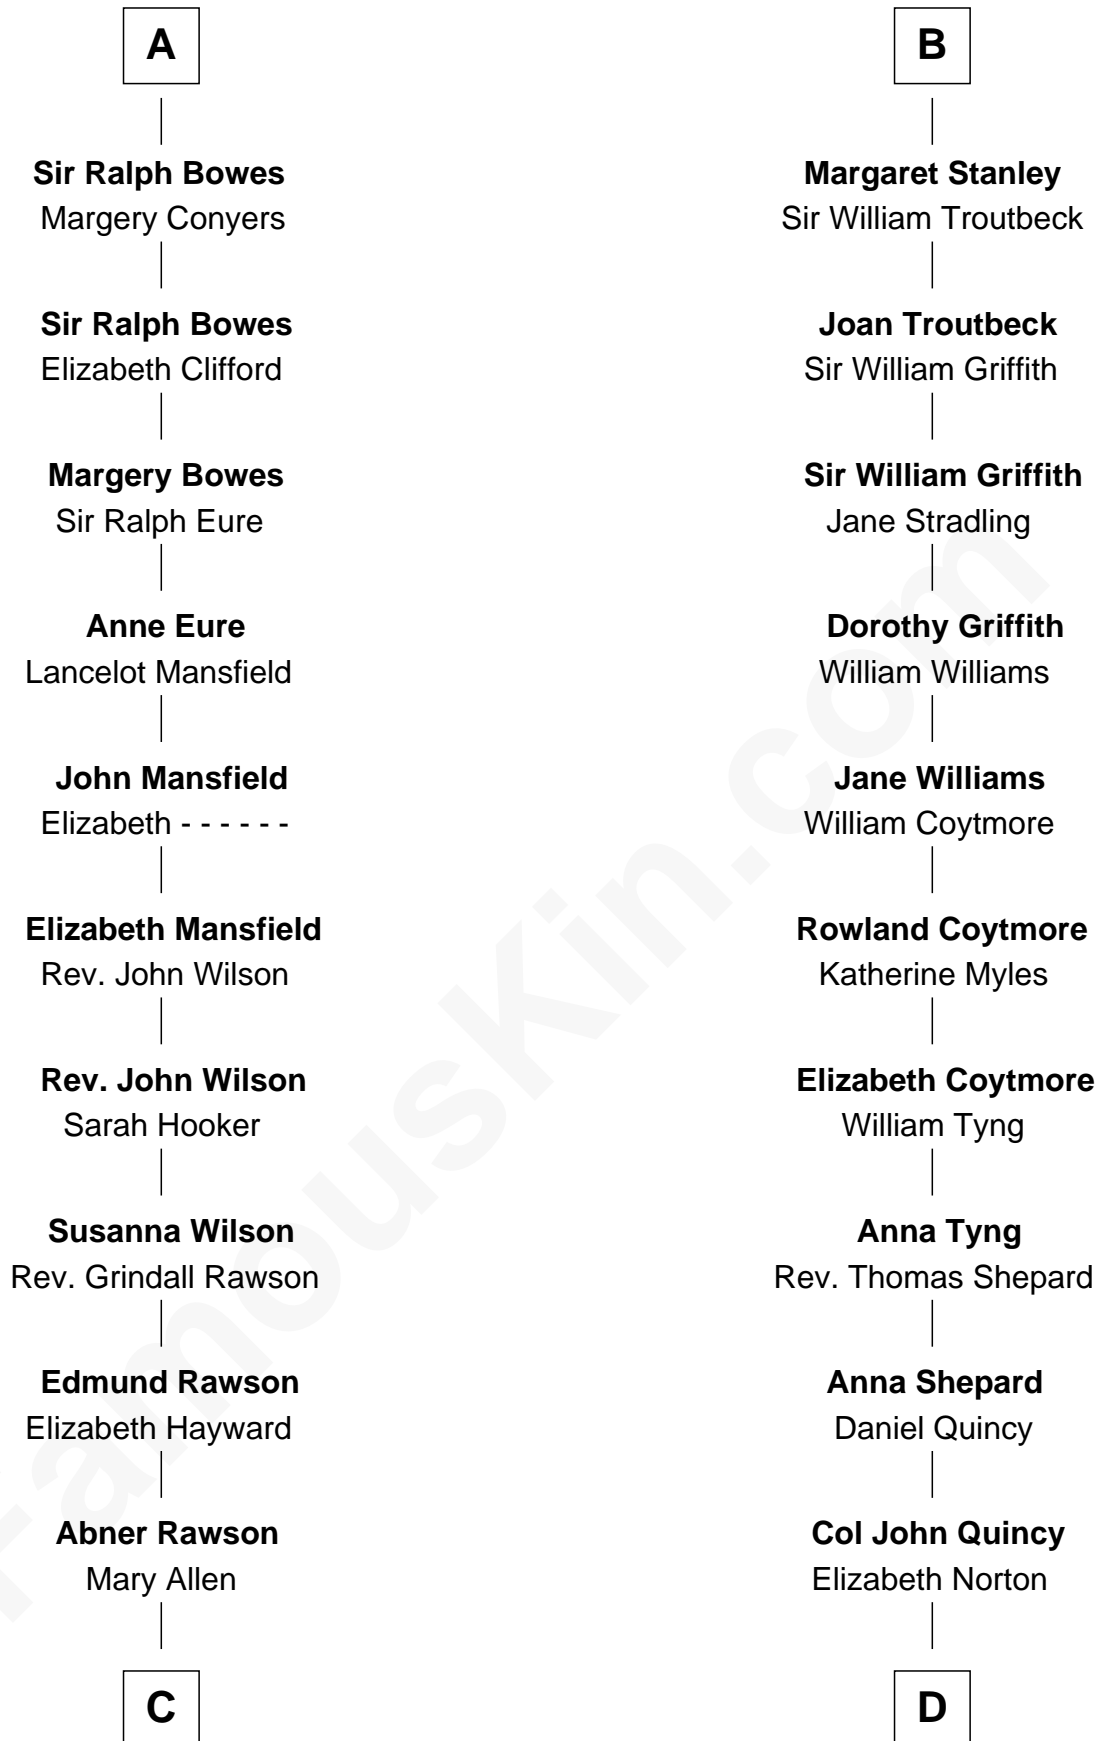 A
Sir Ralph Bowes
Margery Conyers
Sir Ralph Bowes
Elizabeth Clifford
Margery Bowes
Sir Ralph Eure
Anne Eure
Lancelot Mansfield
John Mansfield
Elizabeth - - - - - -
Elizabeth Mansfield
Rev. John Wilson
Rev. John Wilson
Sarah Hooker
Susanna Wilson
Rev. Grindall Rawson
Edmund Rawson
Elizabeth Hayward
Abner Rawson
Mary Allen
C
B
Margaret Stanley
Sir William Troutbeck
Joan Troutbeck
Sir William Griffith
Sir William Griffith
Jane Stradling
Dorothy Griffith
William Williams
Jane Williams
William Coytmore
Rowland Coytmore
Katherine Myles
Elizabeth Coytmore
William Tyng
Anna Tyng
Rev. Thomas Shepard
Anna Shepard
Daniel Quincy
Col John Quincy
Elizabeth Norton
D
FamousKin.com